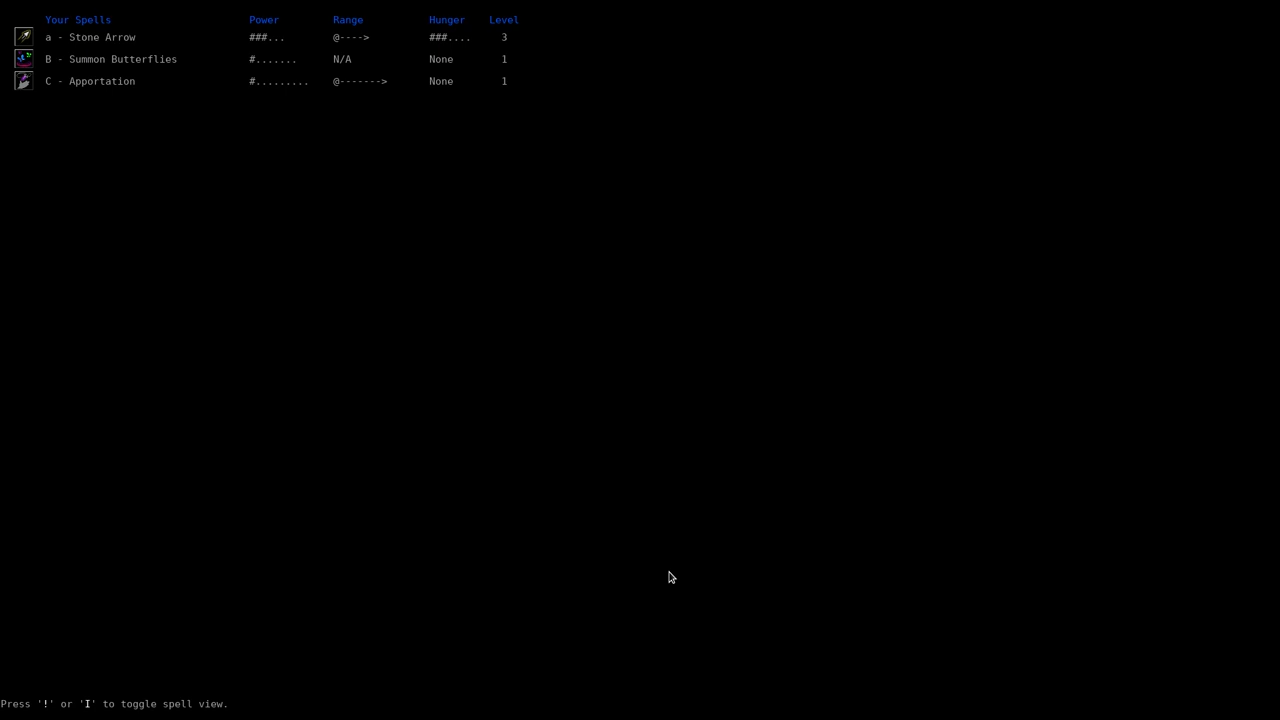 Your Spells Power Range Hunger Level
a - Stone Arrow ###... @----> ###.... 3
B - Summon Butterflies #....... N/A None 1
C - Apportation #......... @-------> None 1
Press '!' or 'I' to toggle spell view.